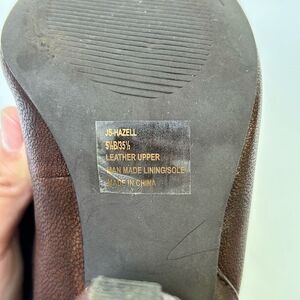 JS-HAZELL
5½B/35½
LEATHER UPPER
MAN MADE LINING/SOLE
MADE IN CHINA